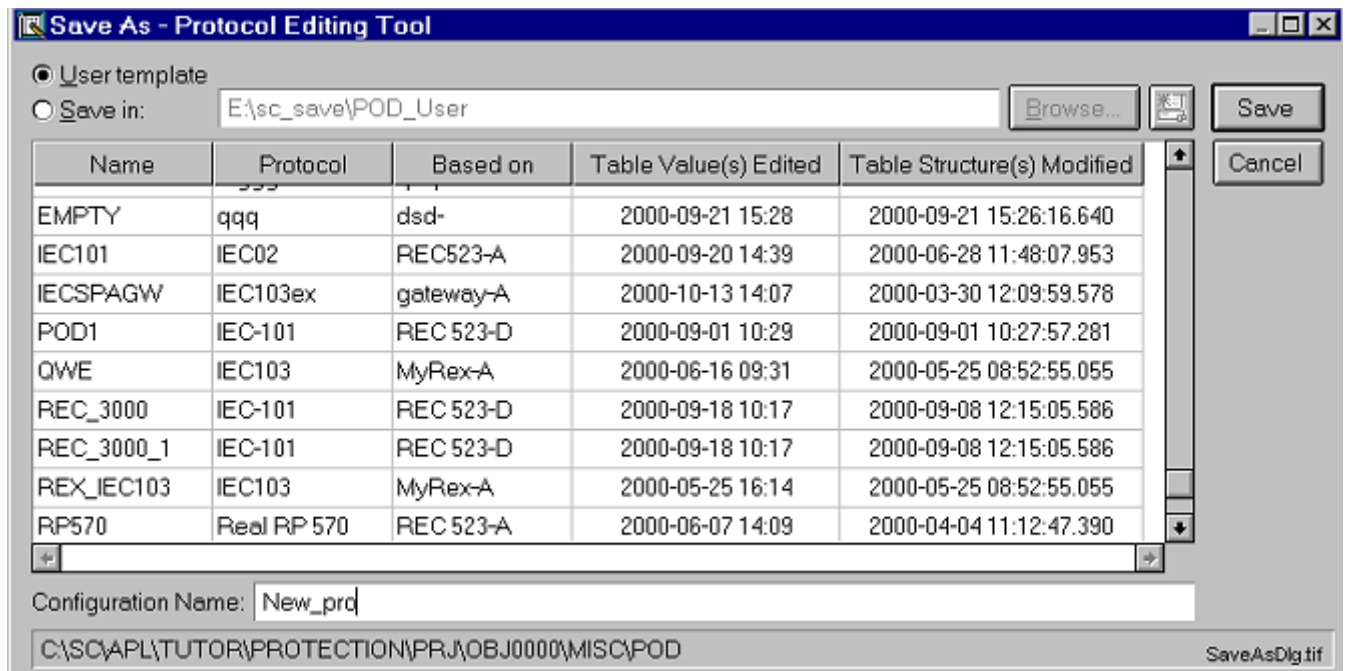 Save As - Protocol Editing Tool
User template
Save in: E:\sc_save\POD_User Browse... Save
Name Protocol Based on Table Value(s) Edited Table Structure(s) Modified Cancel
EMPTY qqq dsd- 2000-09-21 15:28 2000-09-21 15:26:16.640
IEC101 IEC02 REC523-A 2000-09-20 14:39 2000-06-28 11:48:07.953
IECSPAGW IEC103ex gateway-A 2000-10-13 14:07 2000-03-30 12:09:59.578
POD1 IEC-101 REC 523-D 2000-09-01 10:29 2000-09-01 10:27:57.281
QWE IEC103 MyRex-A 2000-06-16 09:31 2000-05-25 08:52:55.055
REC_3000 IEC-101 REC 523-D 2000-09-18 10:17 2000-09-08 12:15:05.586
REC_3000_1 IEC-101 REC 523-D 2000-09-18 10:17 2000-09-08 12:15:05.586
REX_IEC103 IEC103 MyRex-A 2000-05-25 16:14 2000-05-25 08:52:55.055
RP570 Real RP 570 REC 523-A 2000-06-07 14:09 2000-04-04 11:12:47.390
Configuration Name: New_pro
C:\SC\APL\TUTOR\PROTECTION\PRJ\OBJ0000\MISC\POD SaveAsDlg.tif